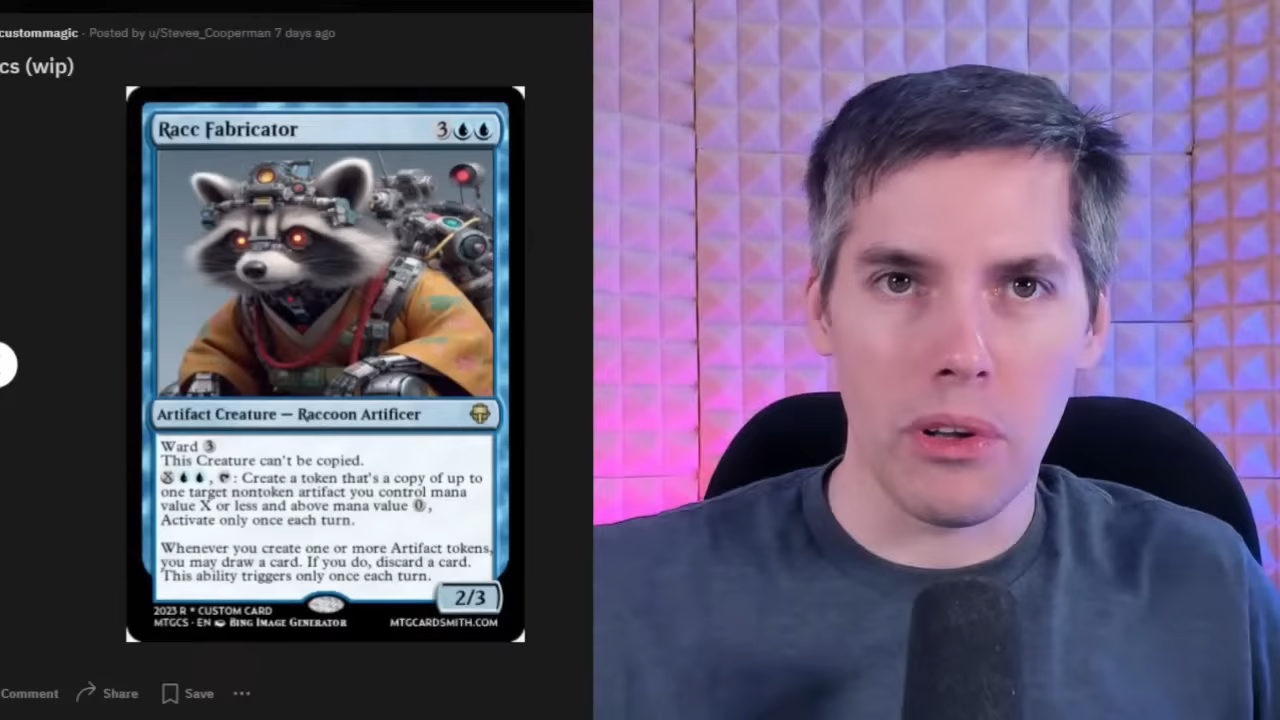 customagic · Posted by u/Stevee_Cooperman 7 days ago
cs (wip)
Racc Fabricator 3
Artifact Creature — Raccoon Artificer
Ward 3
This Creature can't be copied.
X , : Create a token that's a copy of up to
one target nontoken artifact you control mana
value X or less and above mana value 0,
Activate only once each turn.
Whenever you create one or more Artifact tokens,
you may draw a card. If you do, discard a card.
This ability triggers only once each turn.
2/3
2023 R * CUSTOM CARD
MTGCS · EN BING IMAGE GENERATOR MTGCARDSMITH.COM
Comment Share Save ...